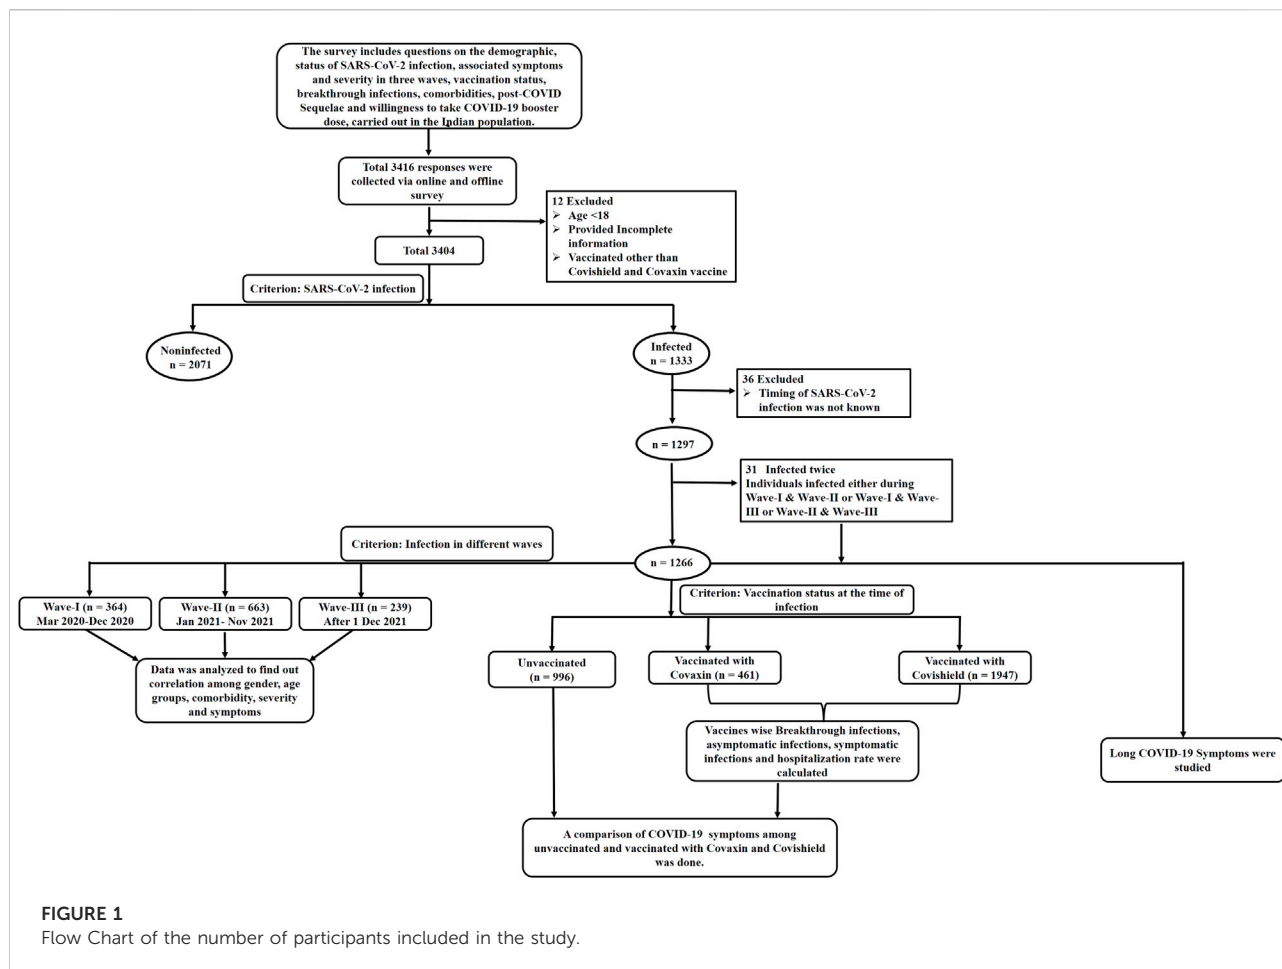 The survey includes questions on the demographic,
status of SARS-CoV-2 infection, associated symptoms
and severity in three waves, vaccination status,
breakthrough infections, comorbidities, post-COVID
Sequelae and willingness to take COVID-19 booster
dose, carried out in the Indian population.
Total 3416 responses were
collected via online and offline
survey
12 Excluded
➢ Age <18
➢ Provided Incomplete
information
➢ Vaccinated other than
Covishield and Covaxin vaccine
Total 3404
Criterion: SARS-CoV-2 infection
Noninfected
n = 2071
Infected
n = 1333
36 Excluded
➢ Timing of SARS-CoV-2
infection was not known
n = 1297
31 Infected twice
Individuals infected either during
Wave-I & Wave-II or Wave-I & Wave-
III or Wave-II & Wave-III
Criterion: Infection in different waves
n = 1266
Wave-I (n = 364)
Mar 2020-Dec 2020
Wave-II (n = 663)
Jan 2021- Nov 2021
Wave-III (n = 239)
After 1 Dec 2021
Criterion: Vaccination status at the time of
infection
Data was analyzed to find out
correlation among gender, age
groups, comorbidity, severity
and symptoms
Unvaccinated
(n = 996)
Vaccinated with
Covaxin (n = 461)
Vaccinated with
Covishield (n = 1947)
Vaccines wise Breakthrough infections,
asymptomatic infections, symptomatic
infections and hospitalization rate were
calculated
Long COVID-19 Symptoms were
studied
A comparison of COVID-19 symptoms among
unvaccinated and vaccinated with Covaxin and Covishield
was done.
FIGURE 1
Flow Chart of the number of participants included in the study.